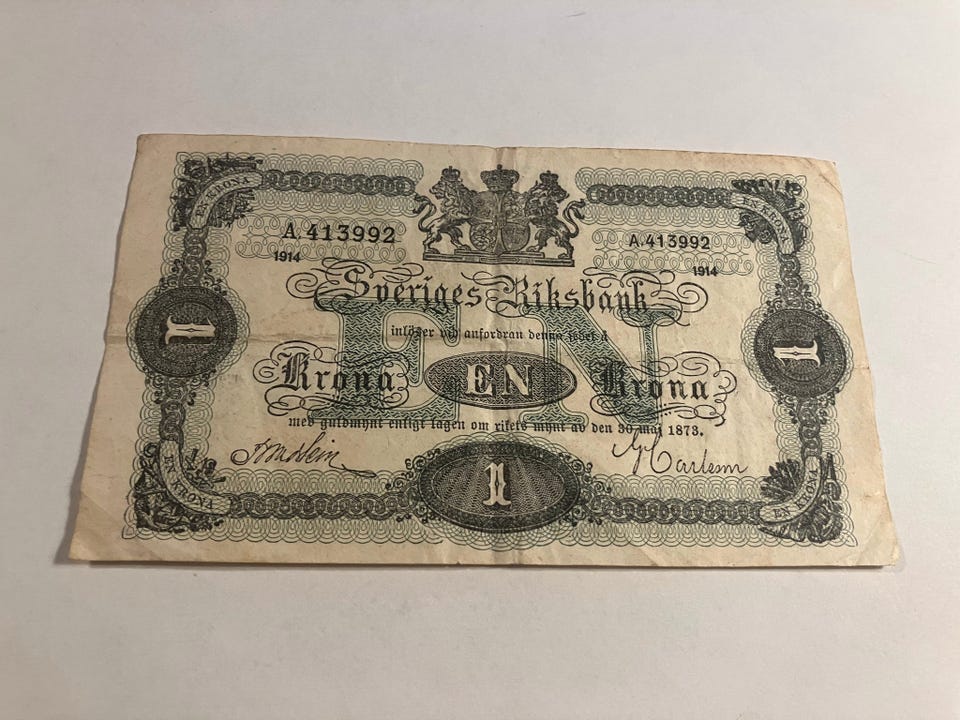 EN KRONA
EN KRONA
A.413992
A.413992
1914
1914
Sveriges Riksbank
inlöser vid anfordran denna sedel å
EN
1
1
Krona EN Krona
med guldmynt enligt lagen om rikets mynt av den 30 maj 1873.
EN KRONA
1
EN KRONA